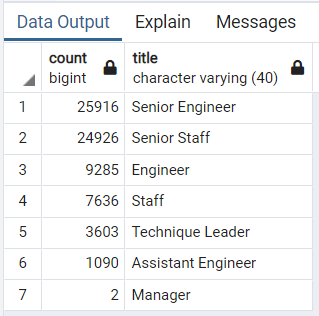 Data Output Explain Messages
count title
bigint character varying (40)
1 25916 Senior Engineer
2 24926 Senior Staff
3 9285 Engineer
4 7636 Staff
5 3603 Technique Leader
6 1090 Assistant Engineer
7 2 Manager